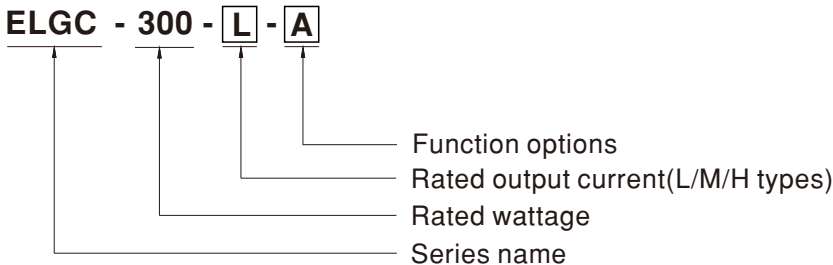 ELGC - 300 - L - A
Function options
Rated output current(L/M/H types)
Rated wattage
Series name